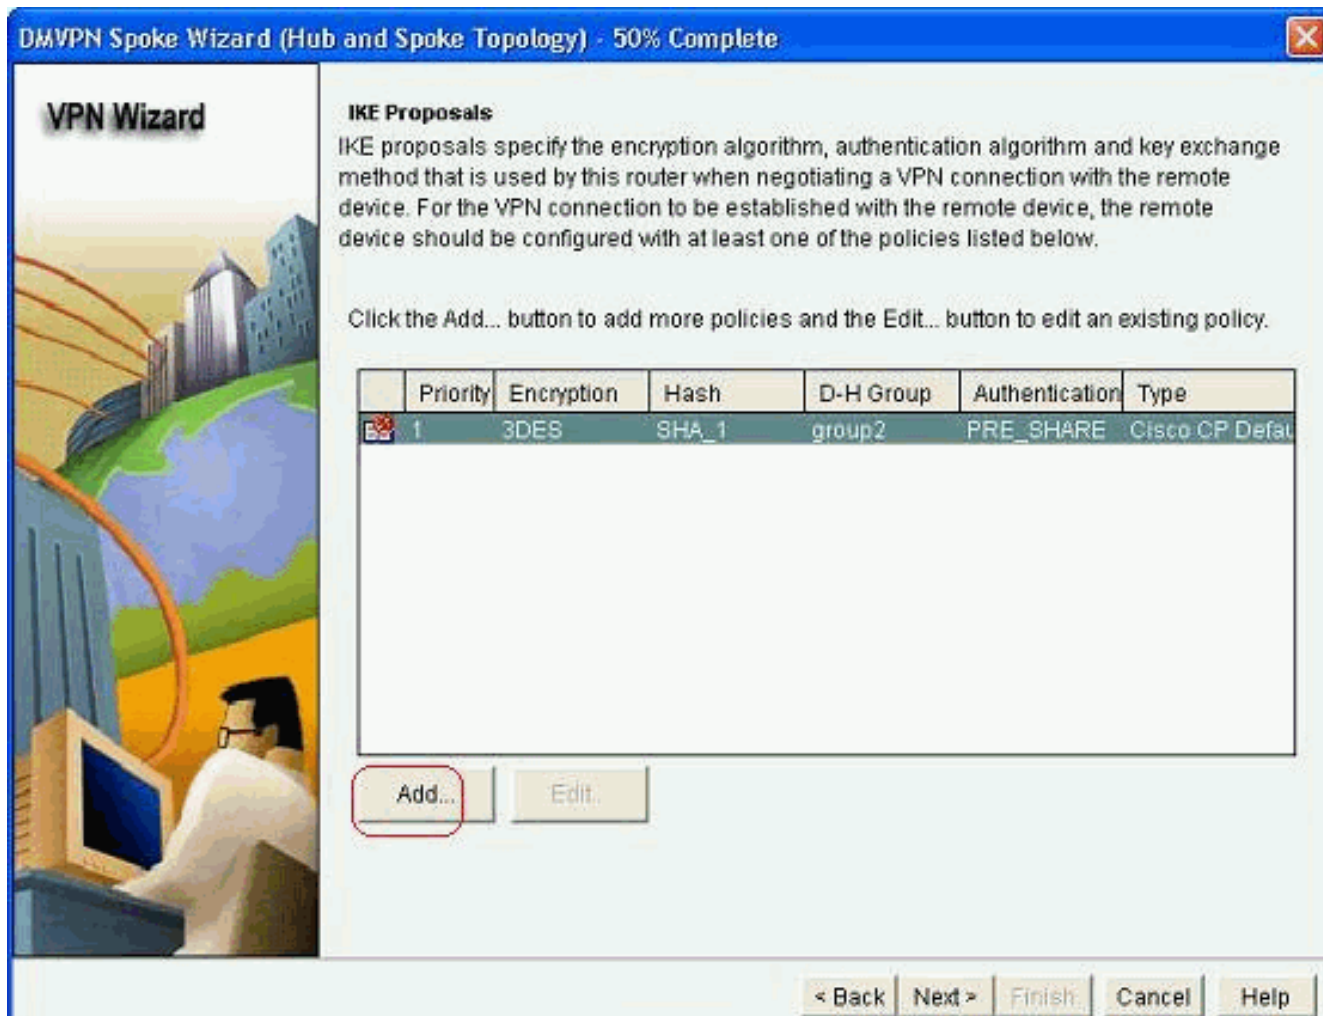 DMVPN Spoke Wizard (Hub and Spoke Topology) - 50% Complete
VPN Wizard
IKE Proposals
IKE proposals specify the encryption algorithm, authentication algorithm and key exchange
method that is used by this router when negotiating a VPN connection with the remote
device. For the VPN connection to be established with the remote device, the remote
device should be configured with at least one of the policies listed below.
Click the Add... button to add more policies and the Edit... button to edit an existing policy.
Priority Encryption Hash D-H Group Authentication Type
1 3DES SHA_1 group2 PRE_SHARE Cisco CP Defau
Add... Edit...
< Back Next > Finish Cancel Help